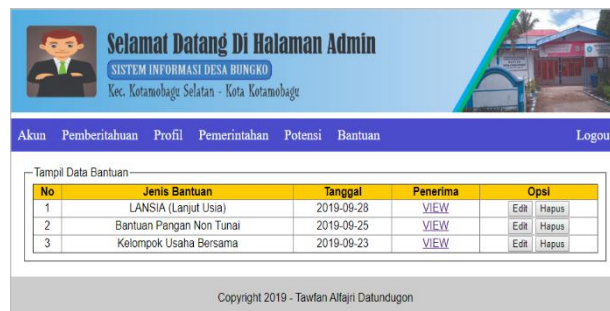 Selamat Datang Di Halaman Admin
SISTEM INFORMASI DESA BUNGKO
Kec. Kotamobagu Selatan - Kota Kotamobagu
Akun Pemberitahuan Profil Pemerintahan Potensi Bantuan Logou
Tampil Data Bantuan
No Jenis Bantuan Tanggal Penerima Opsi
1 LANSIA (Lanjut Usia) 2019-09-28 VIEW Edit Hapus
2 Bantuan Pangan Non Tunai 2019-09-25 VIEW Edit Hapus
3 Kelompok Usaha Bersama 2019-09-23 VIEW Edit Hapus
Copyright 2019 - Tawfan Alfajri Datundugon